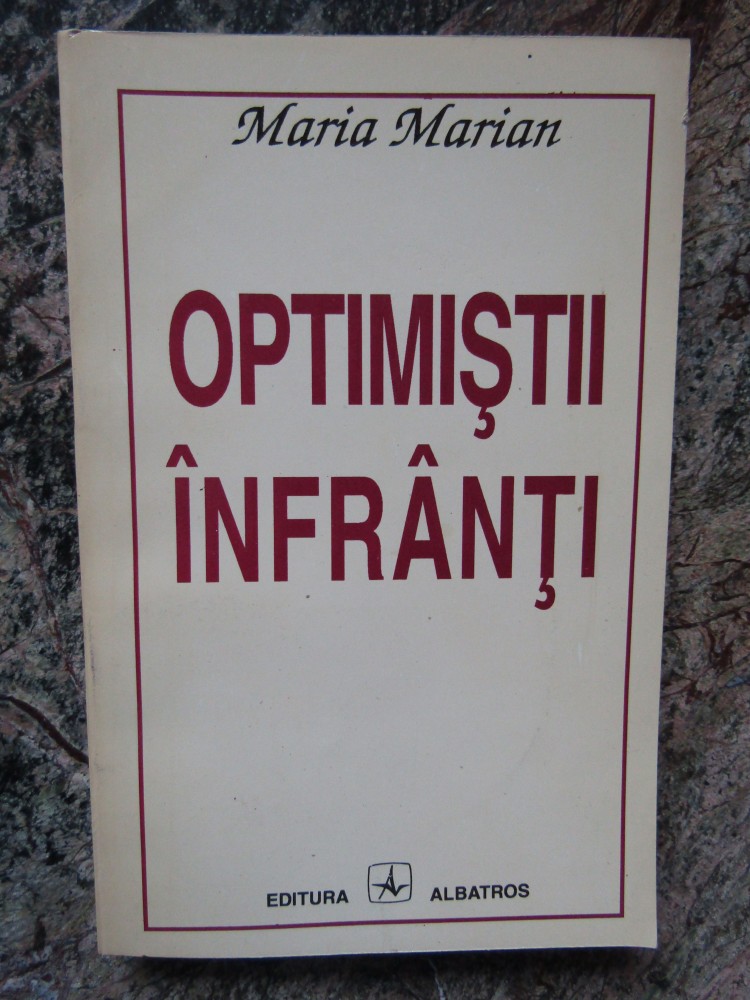 Maria Marian
OPTIMIŞTII
ÎNFRÂNŢI
EDITURA ALBATROS